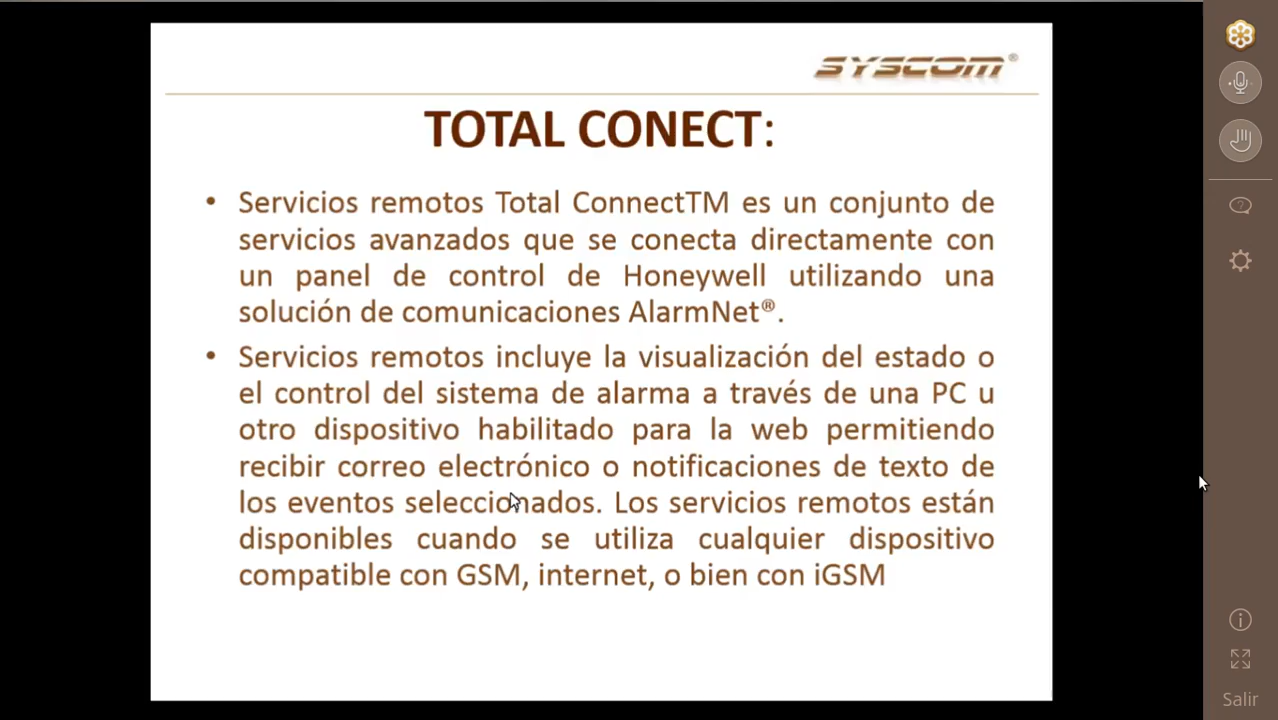 SYSCOM®
TOTAL CONECT:
• Servicios remotos Total ConnectTM es un conjunto de
servicios avanzados que se conecta directamente con
un panel de control de Honeywell utilizando una
solución de comunicaciones AlarmNet®.
• Servicios remotos incluye la visualización del estado o
el control del sistema de alarma a través de una PC u
otro dispositivo habilitado para la web permitiendo
recibir correo electrónico o notificaciones de texto de
los eventos seleccionados. Los servicios remotos están
disponibles cuando se utiliza cualquier dispositivo
compatible con GSM, internet, o bien con iGSM
Salir